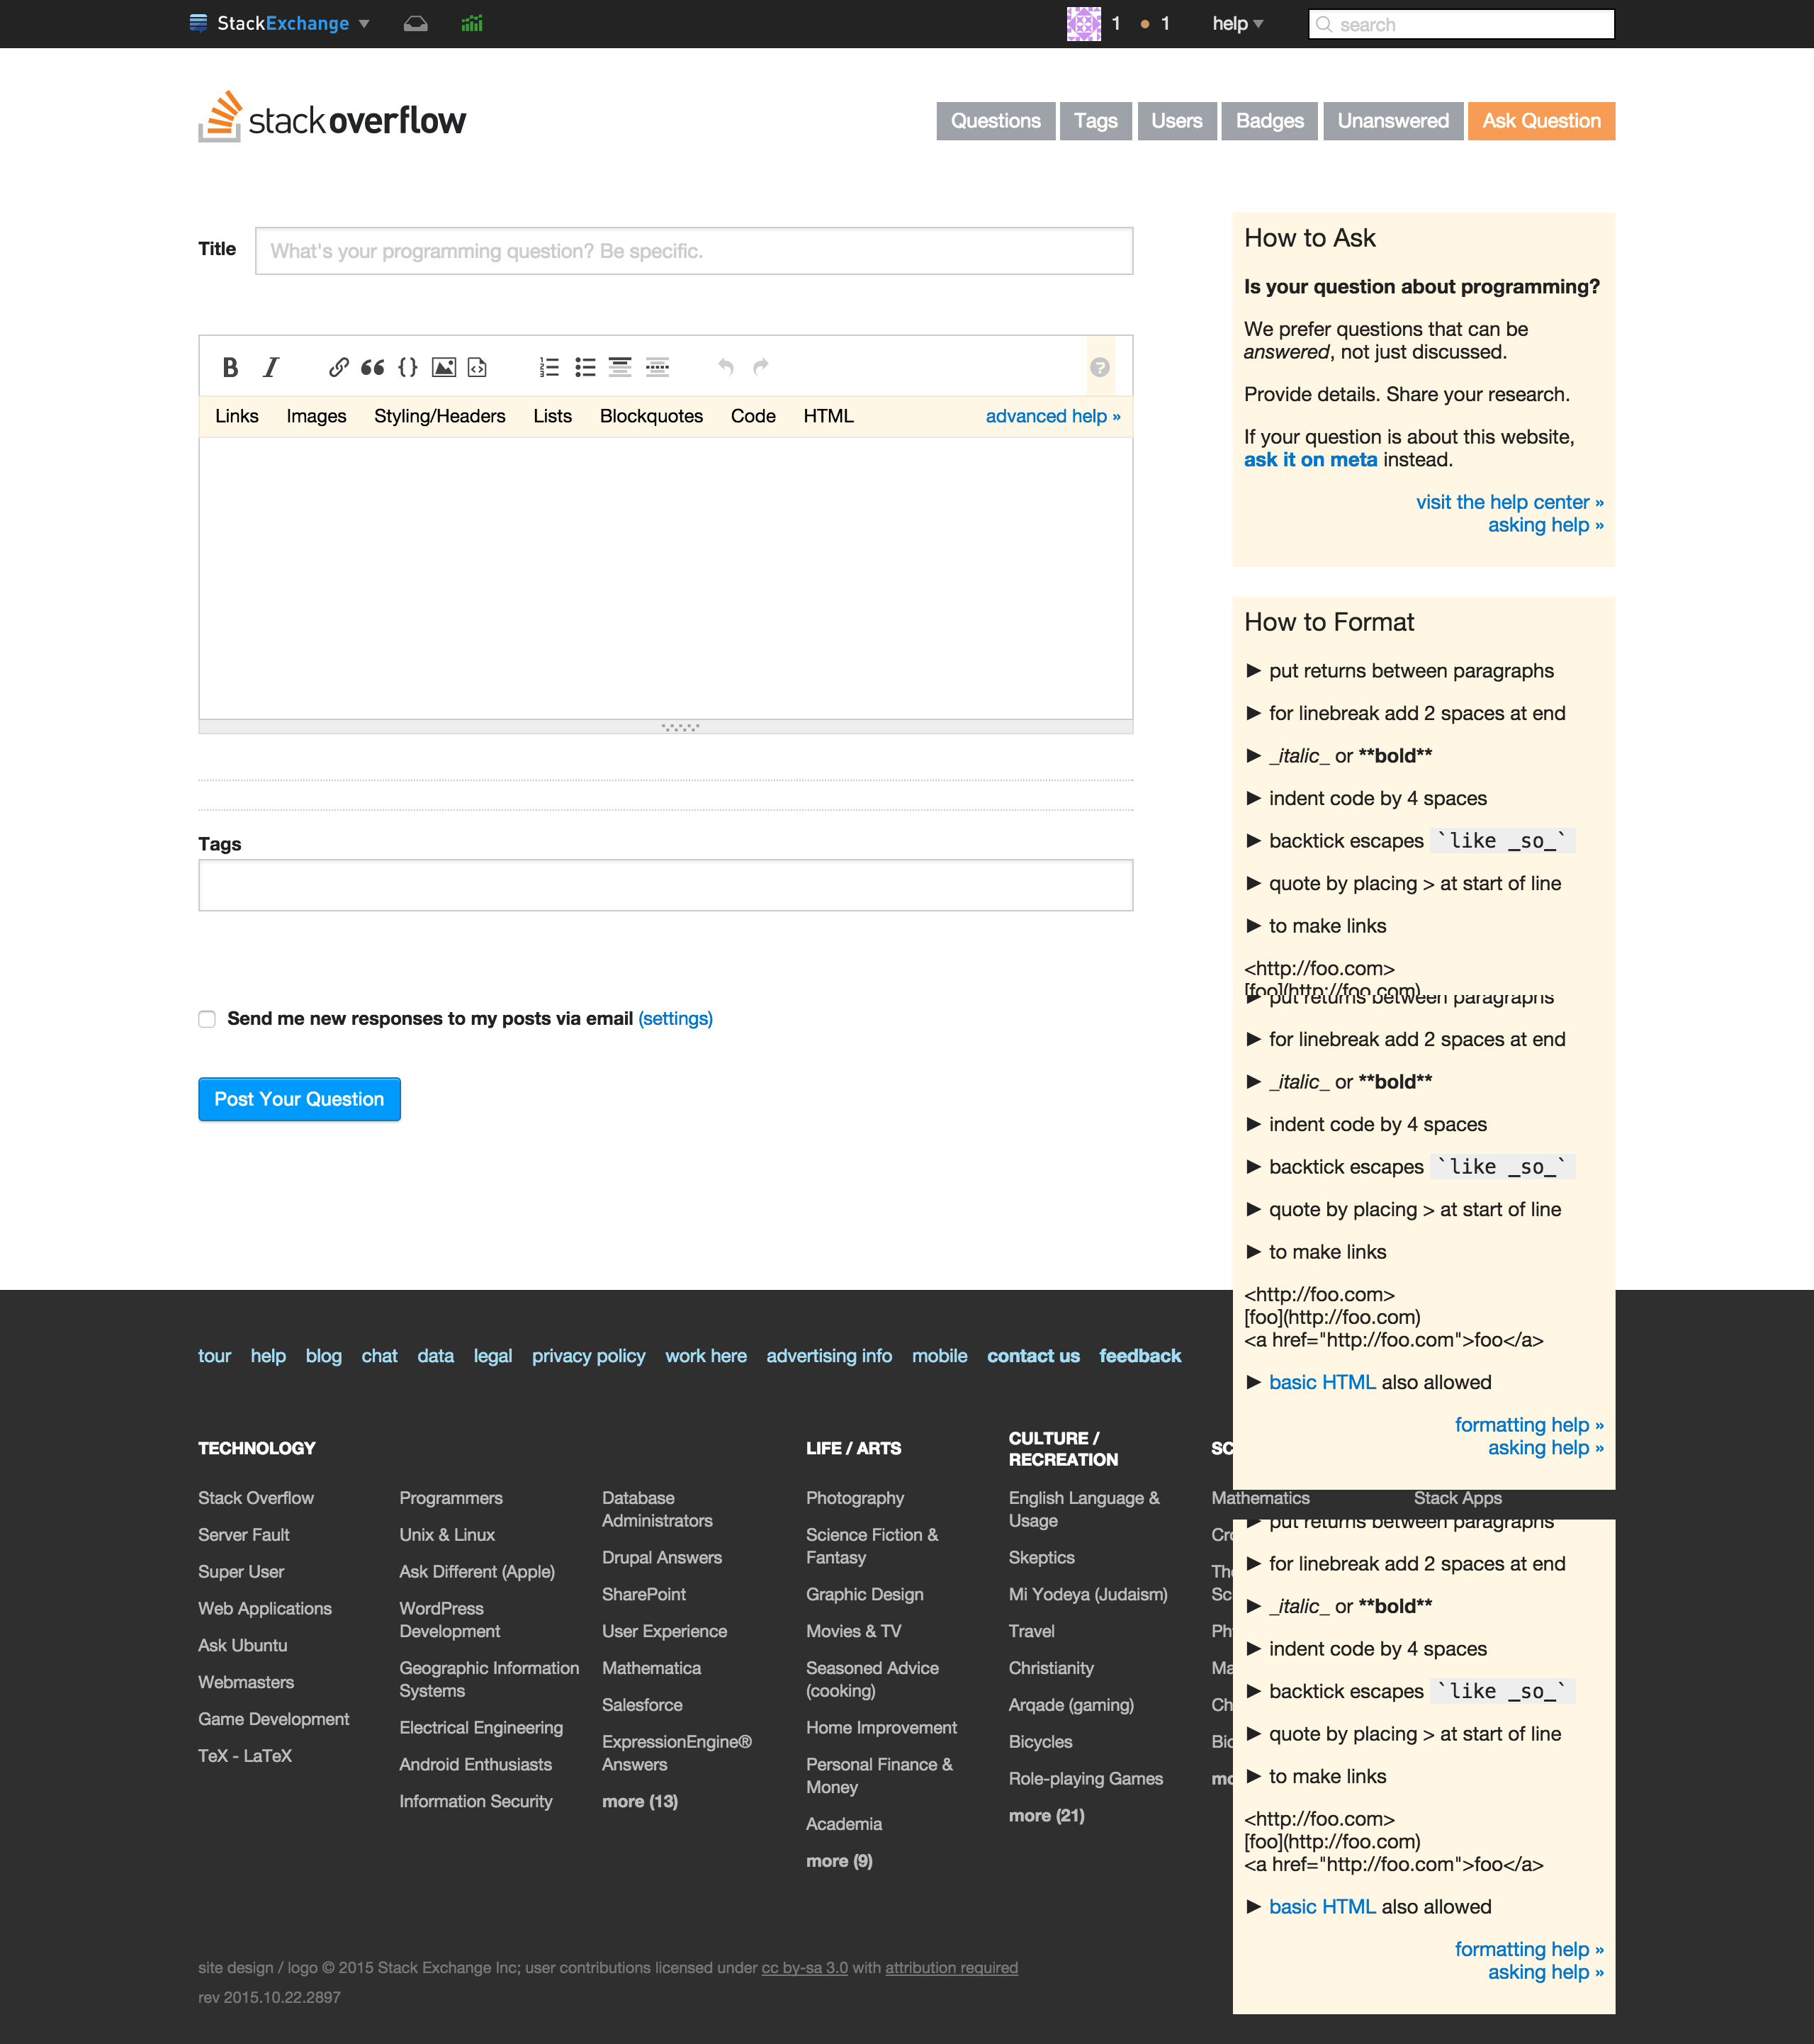 StackExchange
1 1 help search
stackoverflow
Questions Tags Users Badges Unanswered Ask Question
Title What's your programming question? Be specific.
B I
Links Images Styling/Headers Lists Blockquotes Code HTML advanced help »
Tags
Send me new responses to my posts via email (settings)
Post Your Question
How to Ask
Is your question about programming?
We prefer questions that can be
answered, not just discussed.
Provide details. Share your research.
If your question is about this website,
ask it on meta instead.
visit the help center »
asking help »
How to Format
► put returns between paragraphs
► for linebreak add 2 spaces at end
► _italic_ or **bold**
► indent code by 4 spaces
► backtick escapes `like _so_`
► quote by placing > at start of line
► to make links
<http://foo.com>
[foo](http://foo.com)
► put returns between paragraphs
► for linebreak add 2 spaces at end
► _italic_ or **bold**
► indent code by 4 spaces
► backtick escapes `like _so_`
► quote by placing > at start of line
► to make links
<http://foo.com>
[foo](http://foo.com)
<a href="http://foo.com">foo</a>
► basic HTML also allowed
formatting help »
asking help »
► put returns between paragraphs
► for linebreak add 2 spaces at end
► _italic_ or **bold**
► indent code by 4 spaces
► backtick escapes `like _so_`
► quote by placing > at start of line
► to make links
<http://foo.com>
[foo](http://foo.com)
<a href="http://foo.com">foo</a>
► basic HTML also allowed
formatting help »
asking help »
tour help blog chat data legal privacy policy work here advertising info mobile contact us feedback
TECHNOLOGY
Stack Overflow
Server Fault
Super User
Web Applications
Ask Ubuntu
Webmasters
Game Development
TeX - LaTeX
Programmers
Unix & Linux
Ask Different (Apple)
WordPress
Development
Geographic Information
Systems
Electrical Engineering
Android Enthusiasts
Information Security
Database
Administrators
Drupal Answers
SharePoint
User Experience
Mathematica
Salesforce
ExpressionEngine®
Answers
more (13)
LIFE / ARTS
Photography
Science Fiction &
Fantasy
Graphic Design
Movies & TV
Seasoned Advice
(cooking)
Home Improvement
Personal Finance &
Money
Academia
more (9)
CULTURE /
RECREATION
English Language &
Usage
Skeptics
Mi Yodeya (Judaism)
Travel
Christianity
Arqade (gaming)
Bicycles
Role-playing Games
more (21)
Mathematics
Stack Apps
site design / logo © 2015 Stack Exchange Inc; user contributions licensed under cc by-sa 3.0 with attribution required
rev 2015.10.22.2897